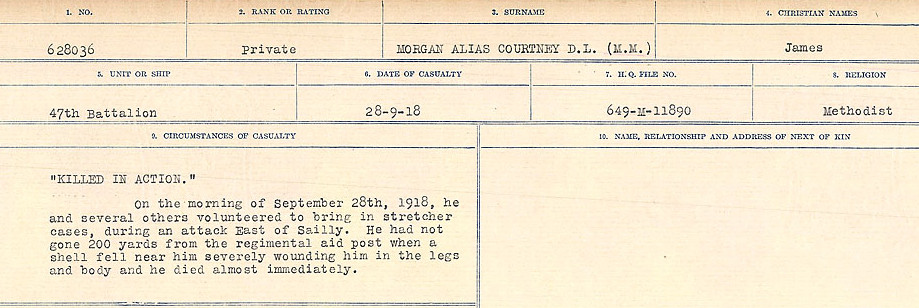 1. NO. 2. RANK OR RATING 3. SURNAME 4. CHRISTIAN NAMES
628036 Private MORGAN ALIAS COURTNEY D.L. (M.M.) James
5. UNIT OR SHIP 6. DATE OF CASUALTY 7. H.Q. FILE NO. 8. RELIGION
47th Battalion 28-9-18 649-M-11890 Methodist
9. CIRCUMSTANCES OF CASUALTY 10. NAME, RELATIONSHIP AND ADDRESS OF NEXT OF KIN
"KILLED IN ACTION."
On the morning of September 28th, 1918, he
and several others volunteered to bring in stretcher
cases, during an attack East of Sailly. He had not
gone 200 yards from the regimental aid post when a
shell fell near him severely wounding him in the legs
and body and he died almost immediately.